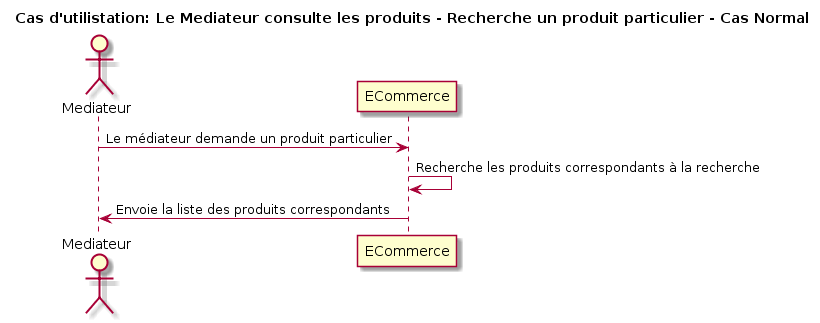 Cas d'utilistation: Le Mediateur consulte les produits - Recherche un produit particulier - Cas Normal
Mediateur
ECommerce
Le médiateur demande un produit particulier
Recherche les produits correspondants à la recherche
Envoie la liste des produits correspondants
Mediateur
ECommerce